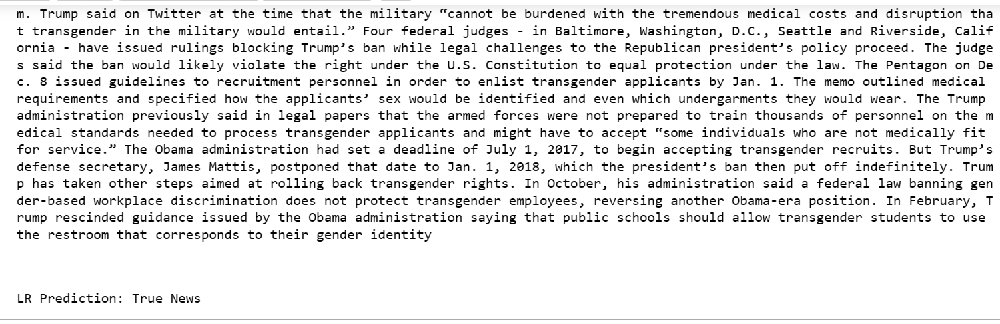 m. Trump said on Twitter at the time that the military “cannot be burdened with the tremendous medical costs and disruption tha
t transgender in the military would entail.” Four federal judges - in Baltimore, Washington, D.C., Seattle and Riverside, Calif
ornia - have issued rulings blocking Trump’s ban while legal challenges to the Republican president’s policy proceed. The judge
s said the ban would likely violate the right under the U.S. Constitution to equal protection under the law. The Pentagon on De
c. 8 issued guidelines to recruitment personnel in order to enlist transgender applicants by Jan. 1. The memo outlined medical
requirements and specified how the applicants’ sex would be identified and even which undergarments they would wear. The Trump
administration previously said in legal papers that the armed forces were not prepared to train thousands of personnel on the m
edical standards needed to process transgender applicants and might have to accept “some individuals who are not medically fit
for service.” The Obama administration had set a deadline of July 1, 2017, to begin accepting transgender recruits. But Trump’s
defense secretary, James Mattis, postponed that date to Jan. 1, 2018, which the president’s ban then put off indefinitely. Trum
p has taken other steps aimed at rolling back transgender rights. In October, his administration said a federal law banning gen
der-based workplace discrimination does not protect transgender employees, reversing another Obama-era position. In February, T
rump rescinded guidance issued by the Obama administration saying that public schools should allow transgender students to use
the restroom that corresponds to their gender identity
LR Prediction: True News